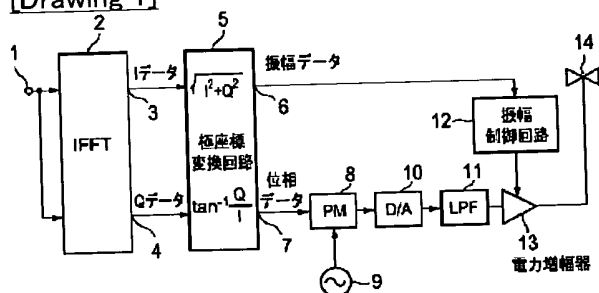 [Drawing 1]
1
2
IFFT
Iデータ
3
Qデータ
4
5
√I²+Q²
極座標
変換回路
tan⁻¹ Q/I
振幅データ
6
位相
データ
7
8
PM
9
10
D/A
11
LPF
12
振幅
制御回路
13
電力増幅器
14